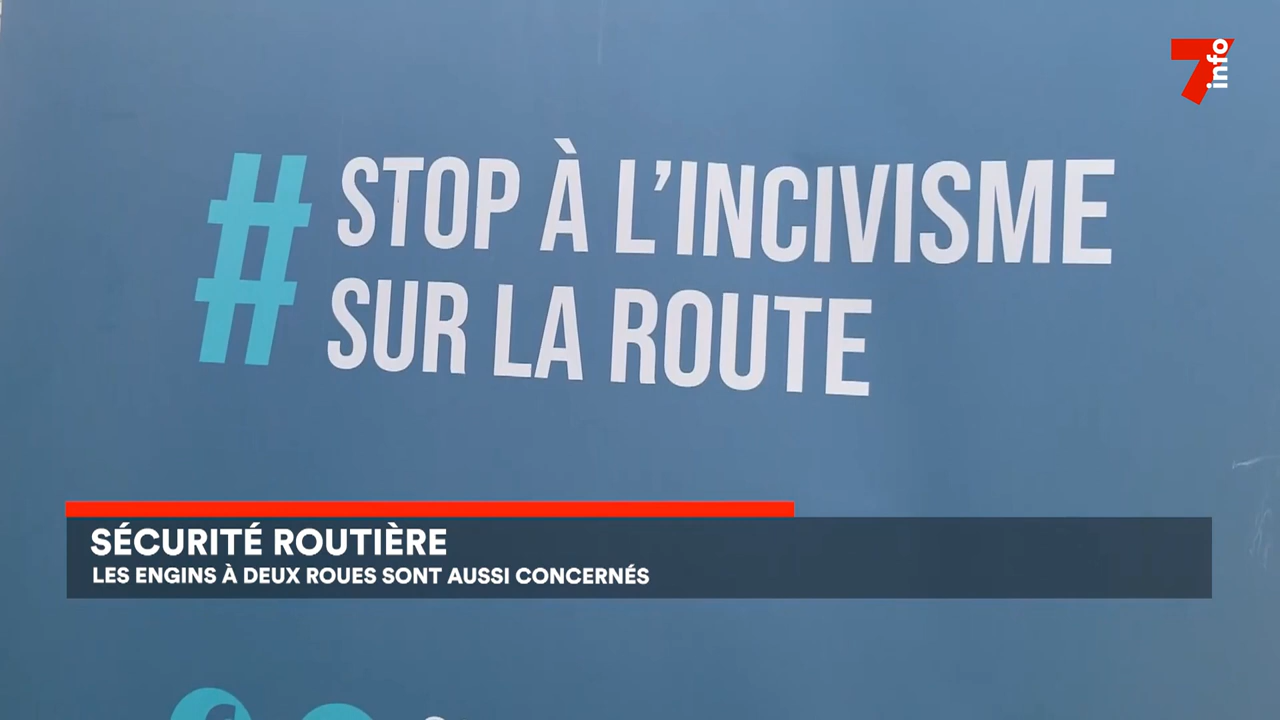 7
info
# STOP À L'INCIVISME
SUR LA ROUTE
SÉCURITÉ ROUTIÈRE
LES ENGINS À DEUX ROUES SONT AUSSI CONCERNÉS